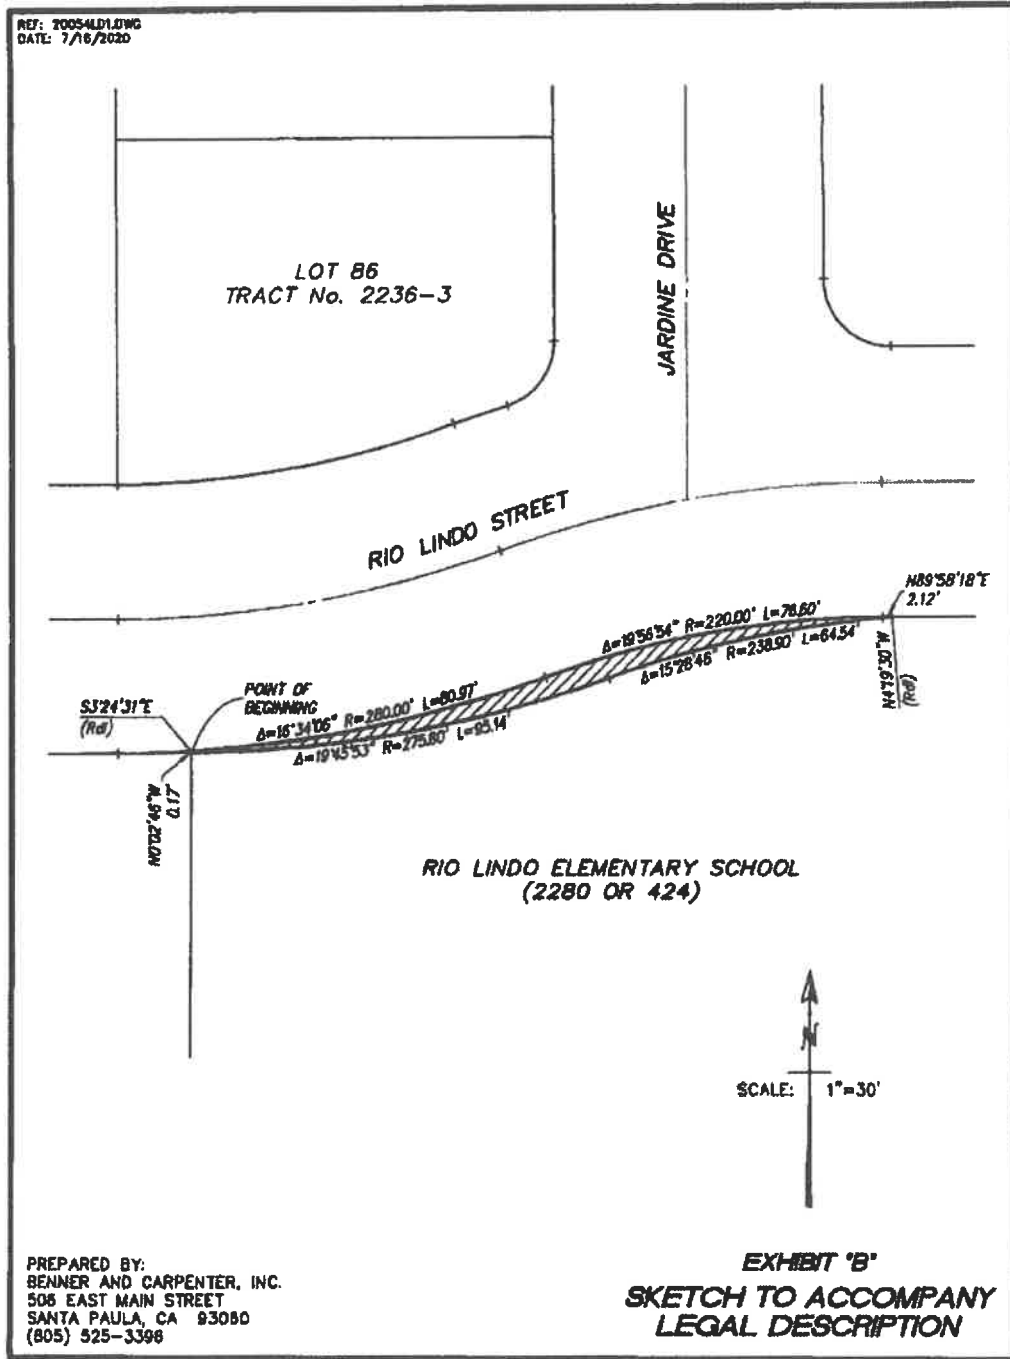 REF: 20054LD1.DWG
DATE: 7/16/2020
LOT 86
TRACT No. 2236-3
JARDINE DRIVE
RIO LINDO STREET
N89°58'18"E
2.12'
Δ=19°56'54" R=220.00' L=76.60'
Δ=15°28'46" R=238.90' L=64.54'
N4°19'30"W
(Rdl)
S3°24'31"E
(Rdl)
POINT OF
BEGINNING
Δ=16°34'06" R=280.00' L=80.97'
Δ=19°45'53" R=275.80' L=95.14'
N0°02'46"W
0.17'
RIO LINDO ELEMENTARY SCHOOL
(2280 OR 424)
N
SCALE: 1"=30'
PREPARED BY:
BENNER AND CARPENTER, INC.
506 EAST MAIN STREET
SANTA PAULA, CA 93060
(805) 525-3396
EXHIBIT "B"
SKETCH TO ACCOMPANY
LEGAL DESCRIPTION